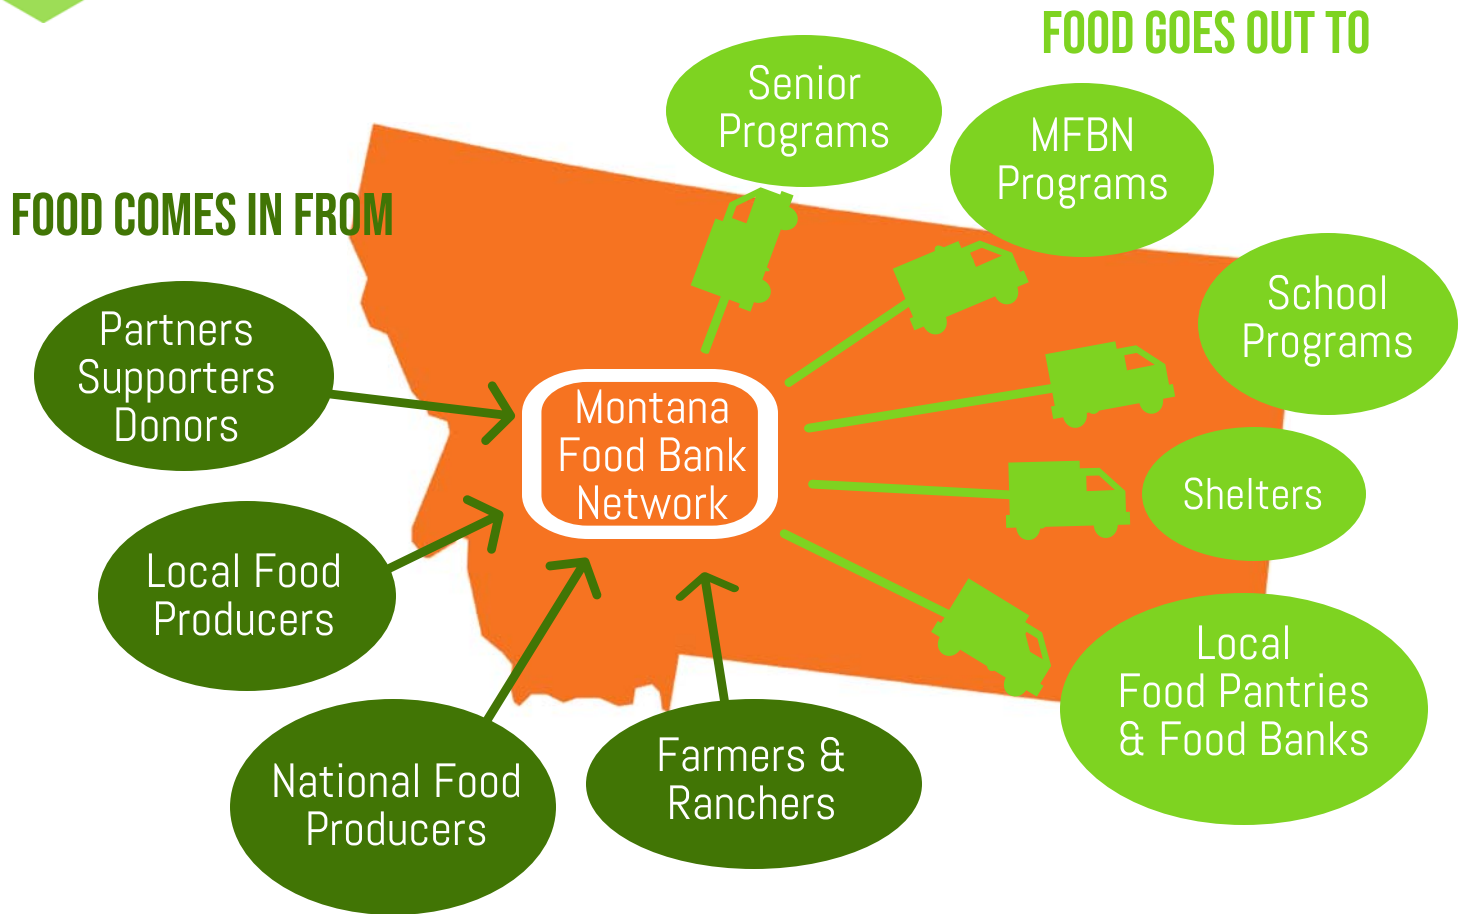 FOOD GOES OUT TO
Senior
Programs
MFBN
Programs
FOOD COMES IN FROM
School
Programs
Partners
Supporters
Donors
Montana
Food Bank
Network
Shelters
Local Food
Producers
Local
Food Pantries
& Food Banks
National Food
Producers
Farmers &
Ranchers